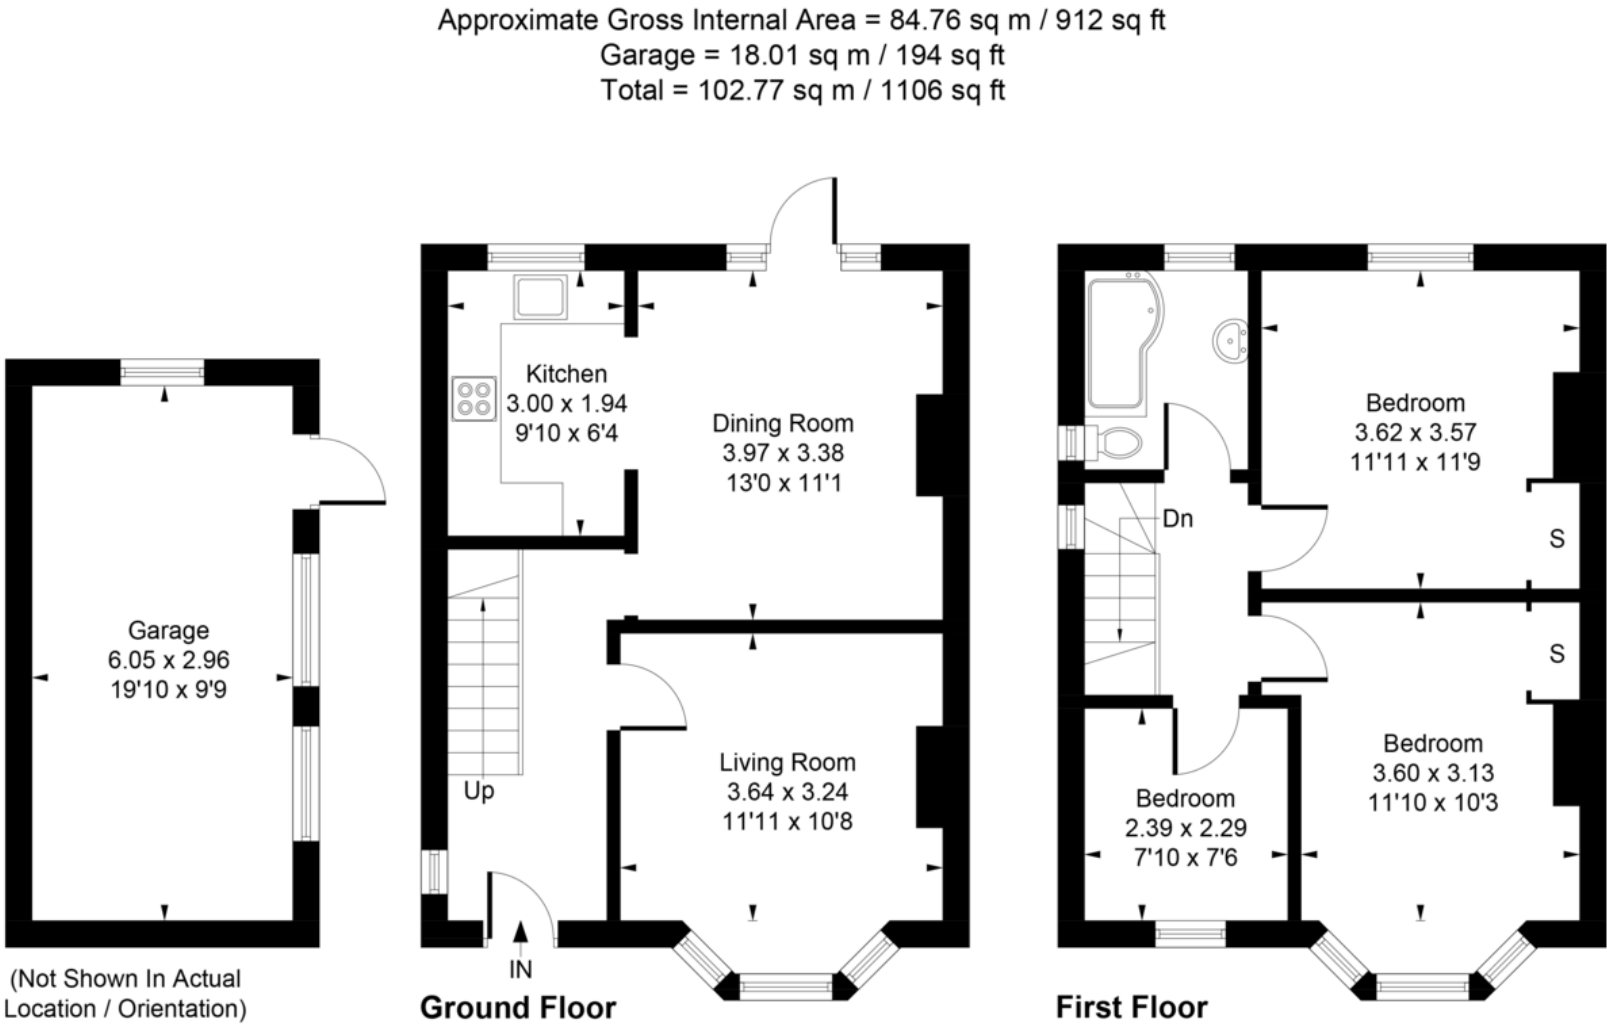 Approximate Gross Internal Area = 84.76 sq m / 912 sq ft
Garage = 18.01 sq m / 194 sq ft
Total = 102.77 sq m / 1106 sq ft
Garage
6.05 x 2.96
19'10 x 9'9
(Not Shown In Actual
Location / Orientation)
Kitchen
3.00 x 1.94
9'10 x 6'4
Dining Room
3.97 x 3.38
13'0 x 11'1
Up
Living Room
3.64 x 3.24
11'11 x 10'8
IN
Ground Floor
Bedroom
3.62 x 3.57
11'11 x 11'9
Dn
S
S
Bedroom
3.60 x 3.13
11'10 x 10'3
Bedroom
2.39 x 2.29
7'10 x 7'6
First Floor